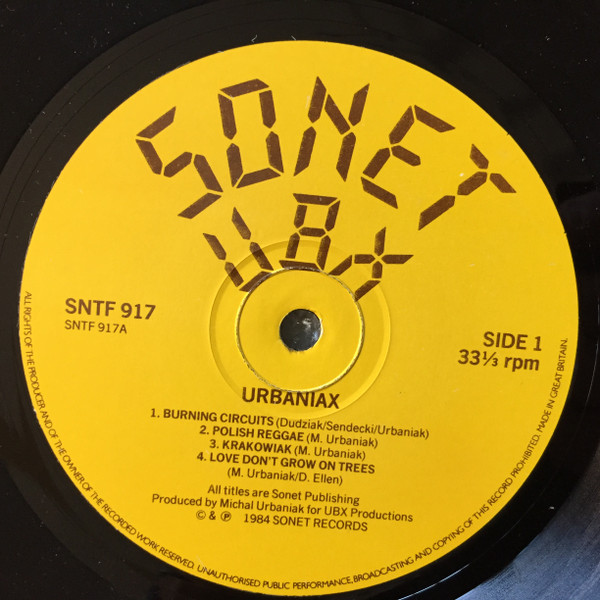 SONET
UBX
SNTF 917
SNTF 917A
SIDE 1
33⅓ rpm
URBANIAX
1. BURNING CIRCUITS (Dudziak/Sendecki/Urbaniak)
2. POLISH REGGAE (M. Urbaniak)
3. KRAKOWIAK (M. Urbaniak)
4. LOVE DON'T GROW ON TREES
(M. Urbaniak/D. Ellen)
All titles are Sonet Publishing
Produced by Michal Urbaniak for UBX Productions
© & ℗ 1984 SONET RECORDS
ALL RIGHTS OF THE PRODUCER AND OF THE OWNER OF THE RECORDED WORK RESERVED. UNAUTHORISED PUBLIC PERFORMANCE, BROADCASTING AND COPYING OF THIS RECORD PROHIBITED. MADE IN GREAT BRITAIN.